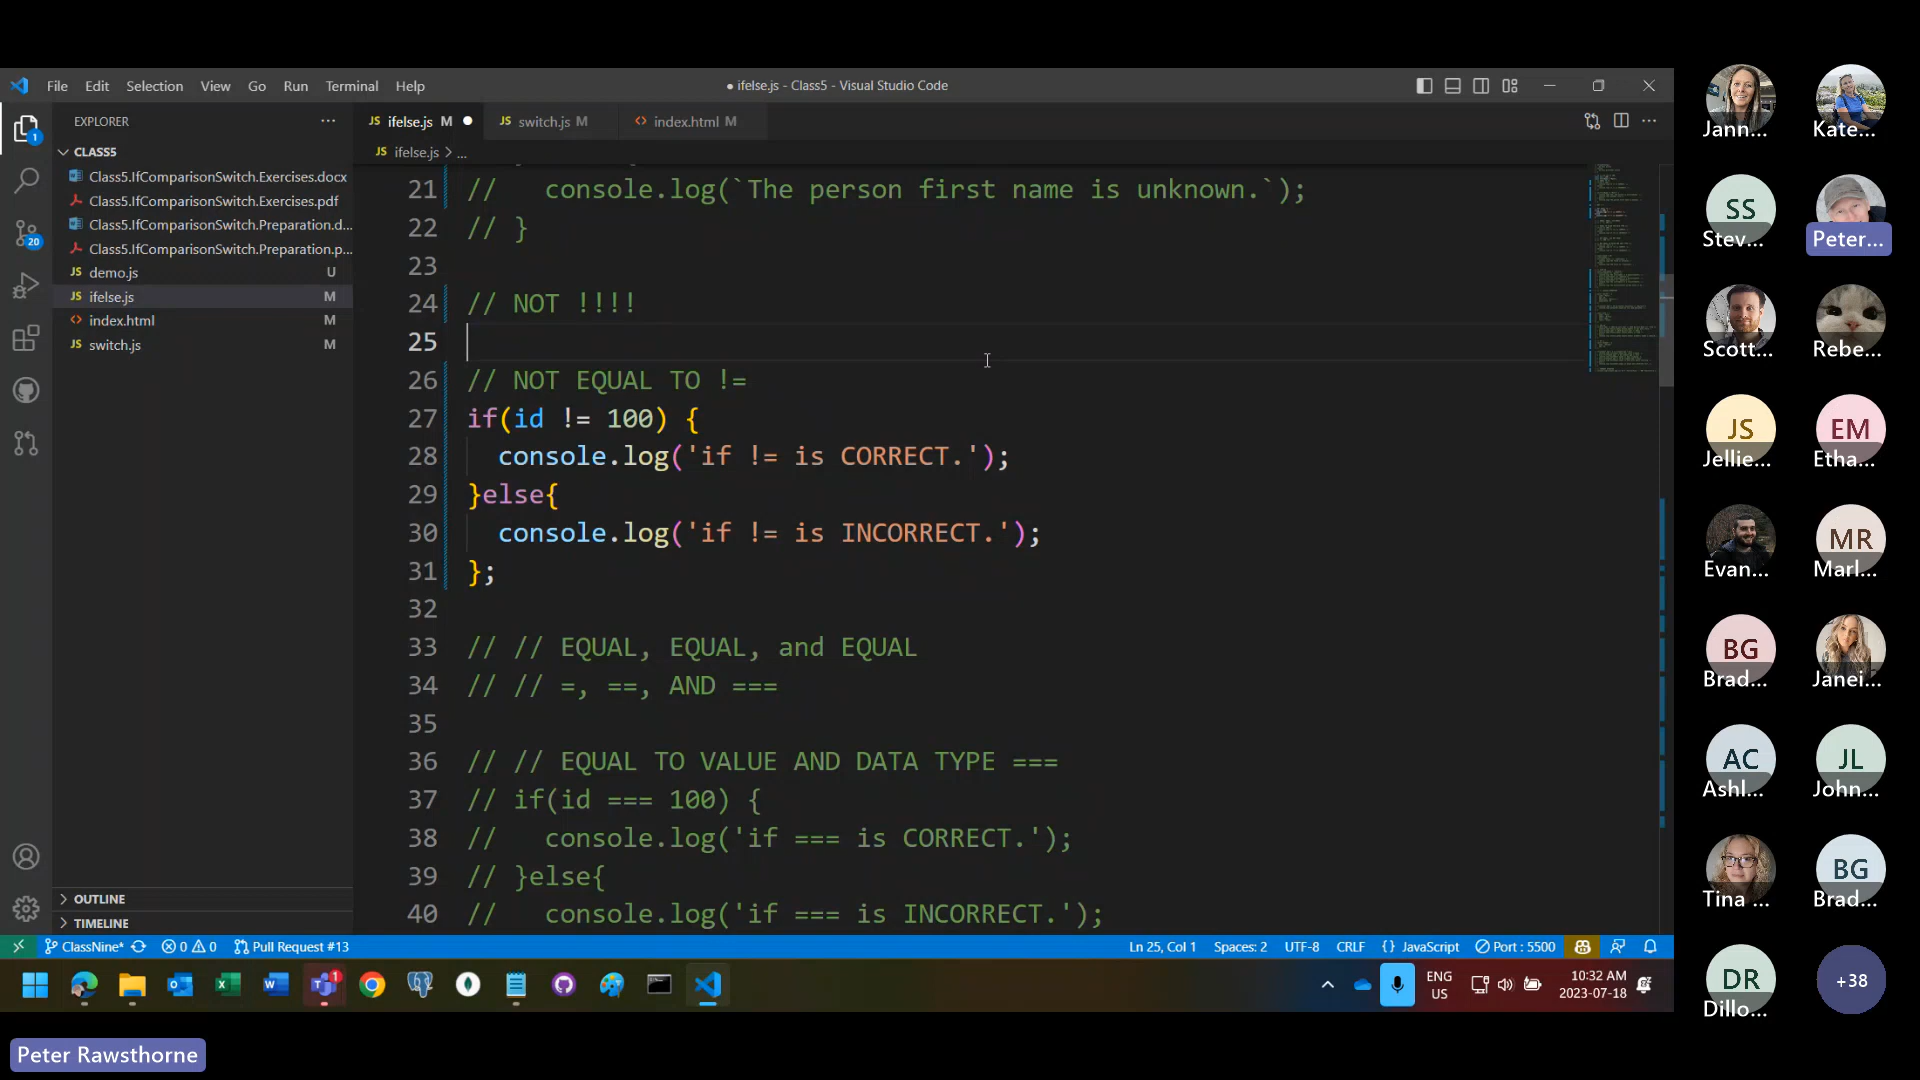 File Edit Selection View Go Run Terminal Help
● ifelse.js - Class5 - Visual Studio Code
EXPLORER
JS ifelse.js M
JS switch.js M
<> index.html M
JS ifelse.js > ...
CLASS5
Class5.IfComparisonSwitch.Exercises.docx
Class5.IfComparisonSwitch.Exercises.pdf
Class5.IfComparisonSwitch.Preparation.d...
Class5.IfComparisonSwitch.Preparation.p...
JS demo.js U
JS ifelse.js M
<> index.html M
JS switch.js M
OUTLINE
TIMELINE
1
20
21 //   console.log(`The person first name is unknown.`);
22 // }
23
24 // NOT !!!!
25
26 // NOT EQUAL TO !=
27 if(id != 100) {
28   console.log('if != is CORRECT.');
29 }else{
30   console.log('if != is INCORRECT.');
31 };
32
33 // // EQUAL, EQUAL, and EQUAL
34 // // =, ==, AND ===
35
36 // // EQUAL TO VALUE AND DATA TYPE ===
37 // if(id === 100) {
38 //   console.log('if === is CORRECT.');
39 // }else{
40 //   console.log('if === is INCORRECT.');
ClassNine* 0 0 Pull Request #13
Ln 25, Col 1 Spaces: 2 UTF-8 CRLF {} JavaScript Port : 5500
1
ENG
US
10:32 AM
2023-07-18
Peter Rawsthorne
Jann...
Kate...
SS
Stev...
Peter...
Scott...
Rebe...
JS
Jellie...
EM
Etha...
Evan...
MR
Marl...
BG
Brad...
Janei...
AC
Ashl...
JL
John...
Tina ...
BG
Brad...
DR
Dillo...
+38